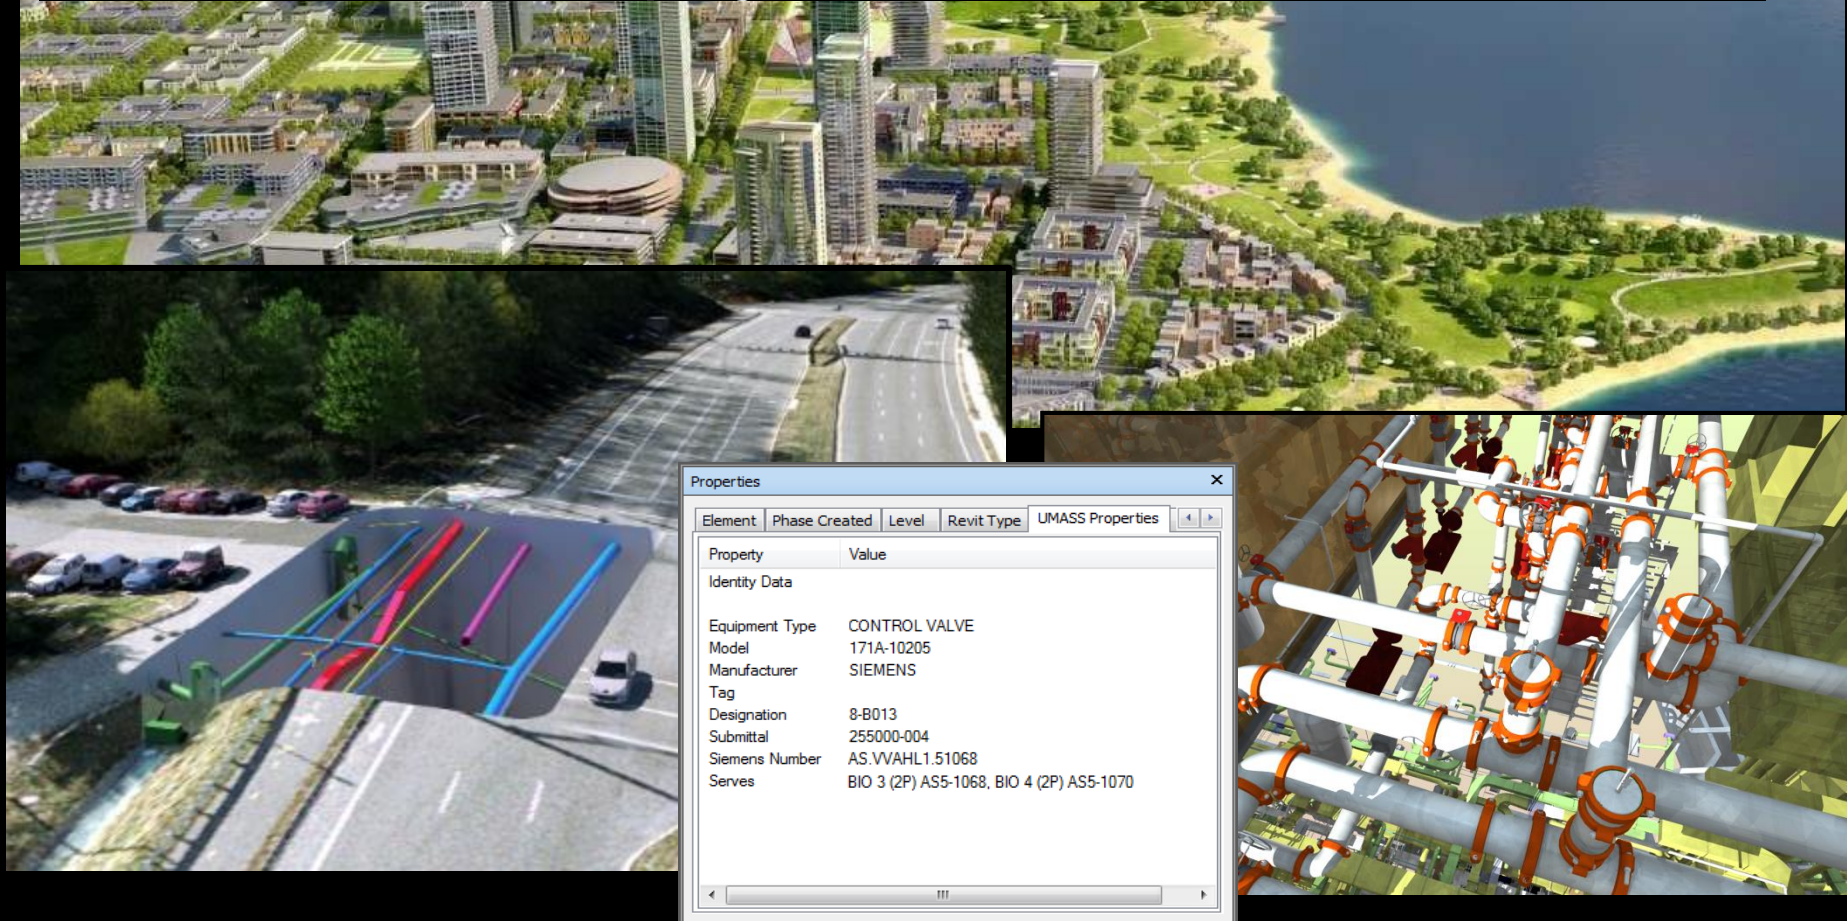 Properties
Element Phase Created Level Revit Type UMASS Properties
Property Value
Identity Data
Equipment Type CONTROL VALVE
Model 171A-10205
Manufacturer SIEMENS
Tag
Designation 8-B013
Submittal 255000-004
Siemens Number AS.VVAHL1.51068
Serves BIO 3 (2P) AS5-1068, BIO 4 (2P) AS5-1070